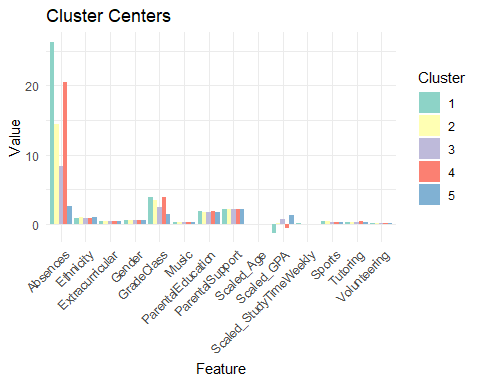 Cluster Centers
Value
20
10
0
Absences
Ethnicity
Extracurricular
Gender
GradeClass
Music
ParentalEducation
ParentalSupport
Scaled_Age
Scaled_GPA
Scaled_StudyTimeWeekly
Sports
Tutoring
Volunteering
Feature
Cluster
1
2
3
4
5